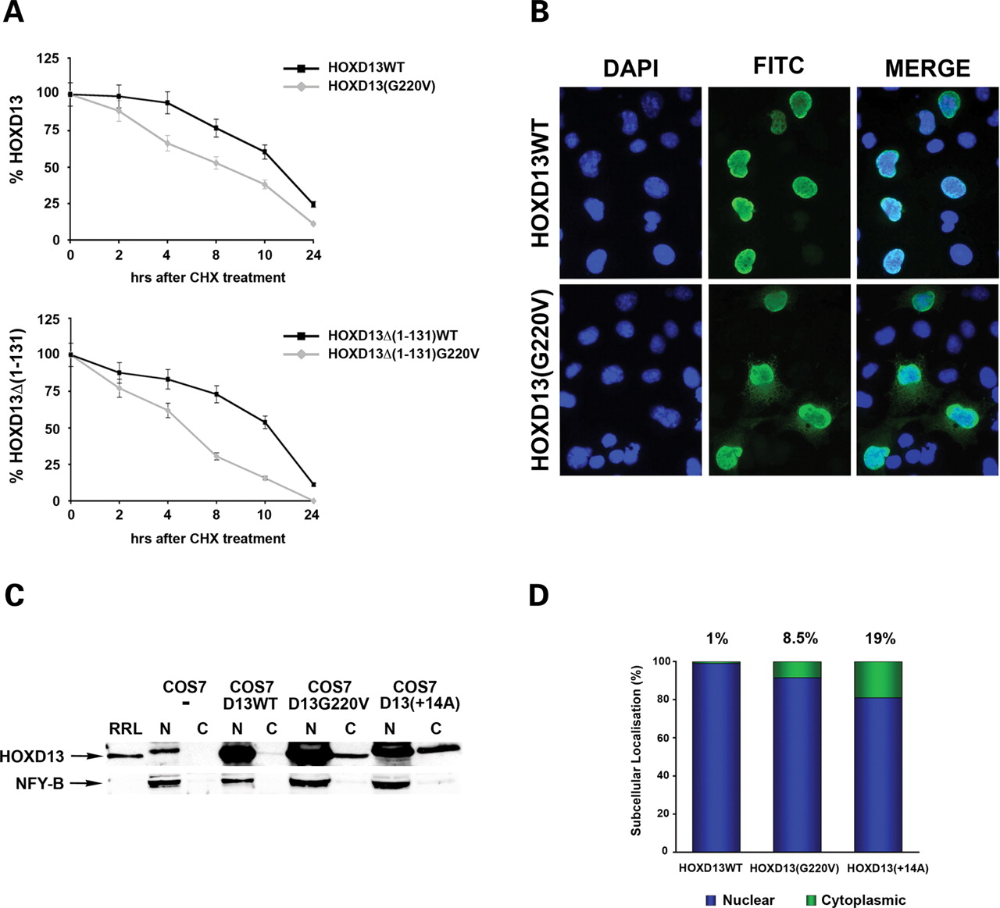 A
125
100
75
50
25
0
% HOXD13
0 2 4 8 10 24
hrs after CHX treatment
HOXD13WT
HOXD13(G220V)
125
100
75
50
25
0
% HOXD13Δ(1-131)
0 2 4 8 10 24
hrs after CHX treatment
HOXD13Δ(1-131)WT
HOXD13Δ(1-131)G220V
B
DAPI FITC MERGE
HOXD13WT
HOXD13(G220V)
C
COS7 COS7 COS7 COS7
- D13WT D13G220V D13(+14A)
RRL N C N C N C N C
HOXD13
NFY-B
D
1% 8.5% 19%
100
80
60
40
20
0
Subcellular Localisation (%)
HOXD13WT HOXD13(G220V) HOXD13(+14A)
Nuclear Cytoplasmic